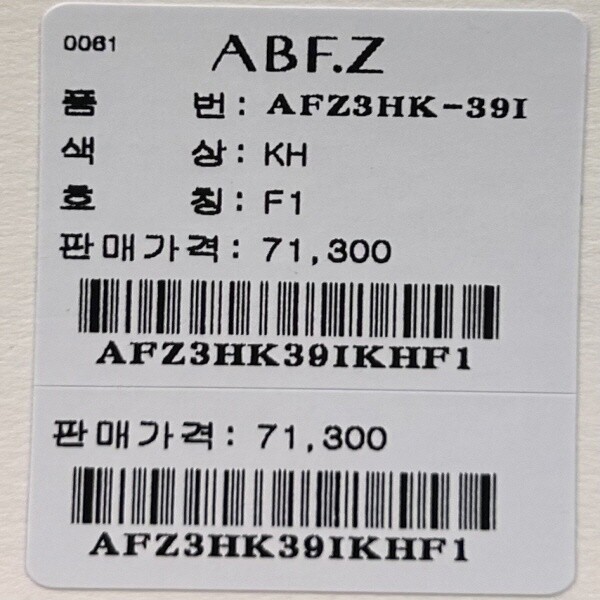 0061
ABF.Z
품 번: AFZ3HK-39I
색 상: KH
호 칭: F1
판매가격: 71,300
AFZ3HK39IKHF1
판매가격: 71,300
AFZ3HK39IKHF1